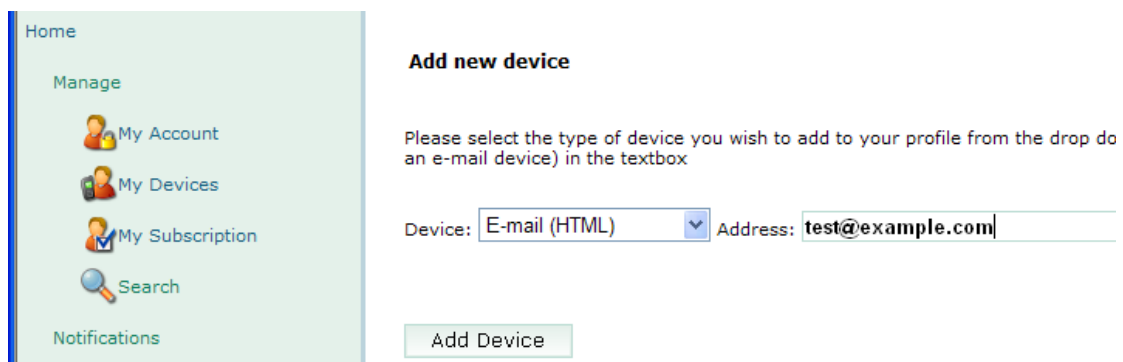 Home
Manage
My Account
My Devices
My Subscription
Search
Notifications
Add new device
Please select the type of device you wish to add to your profile from the drop do
an e-mail device) in the textbox
Device: E-mail (HTML) Address: test@example.com
Add Device